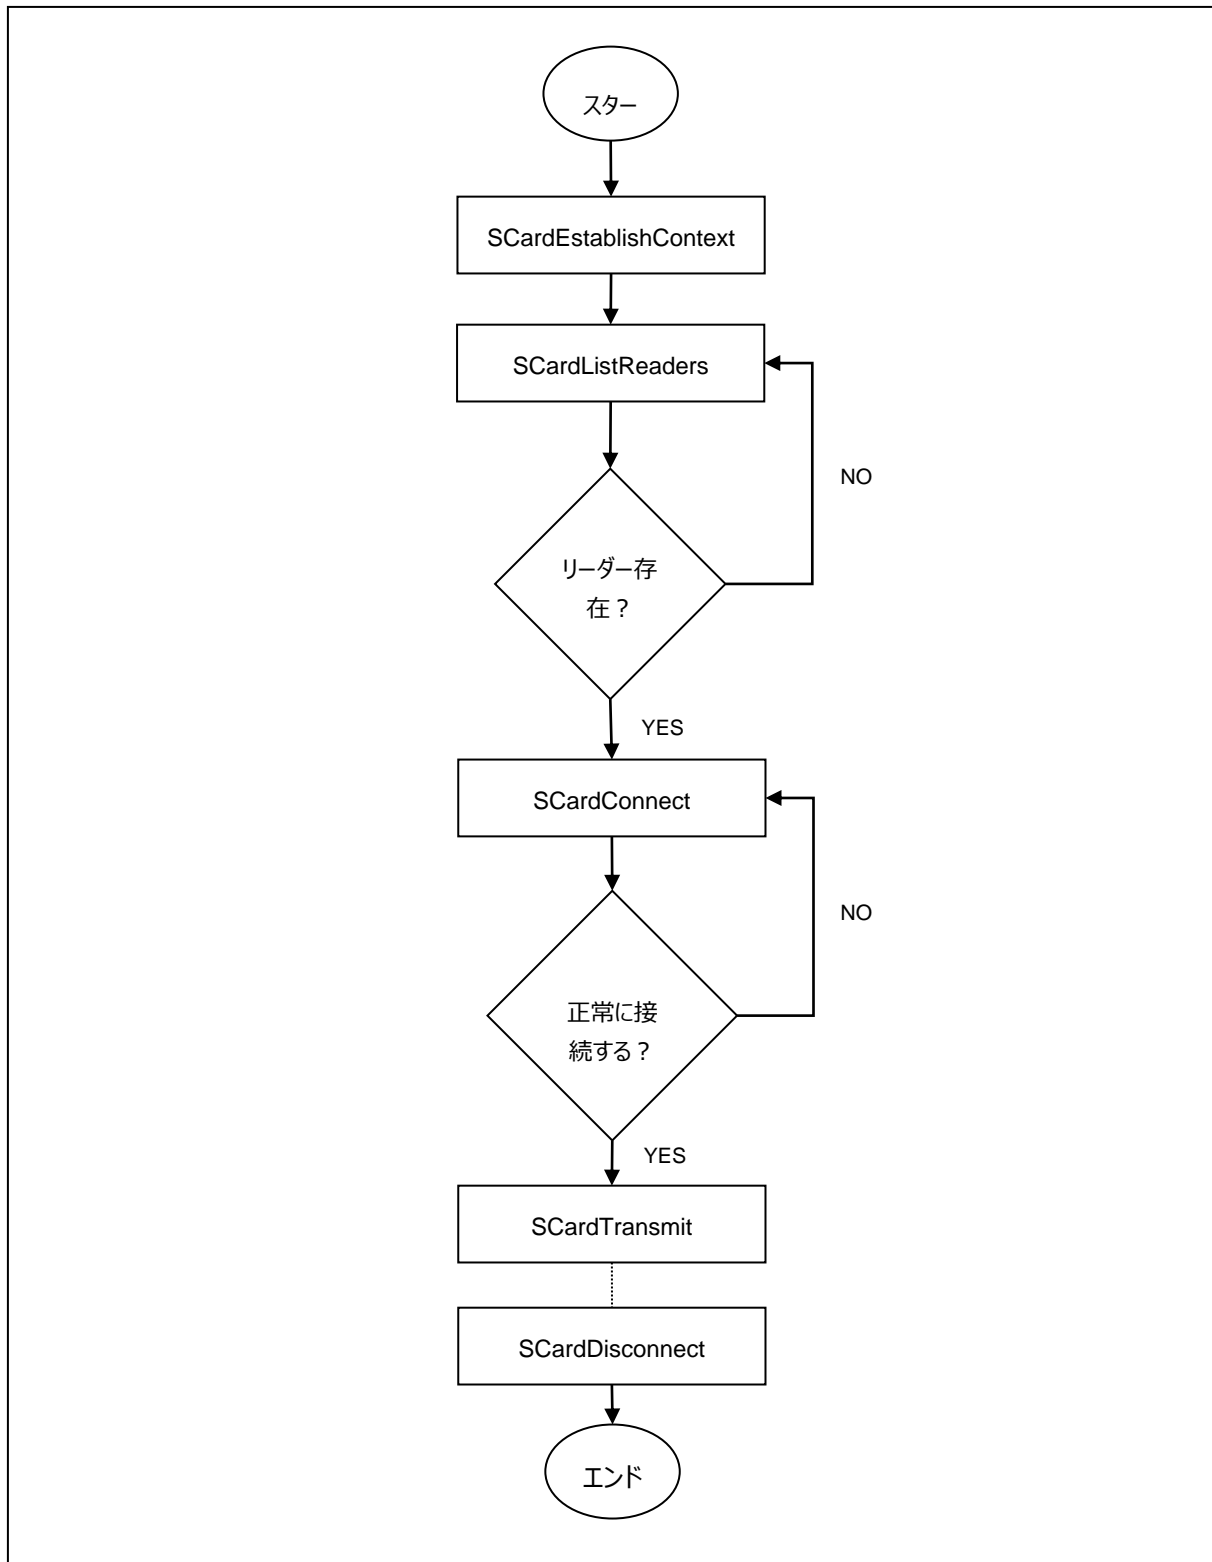 スター
SCardEstablishContext
SCardListReaders
NO
リーダー存
在？
YES
SCardConnect
NO
正常に接
続する？
YES
SCardTransmit
SCardDisconnect
エンド